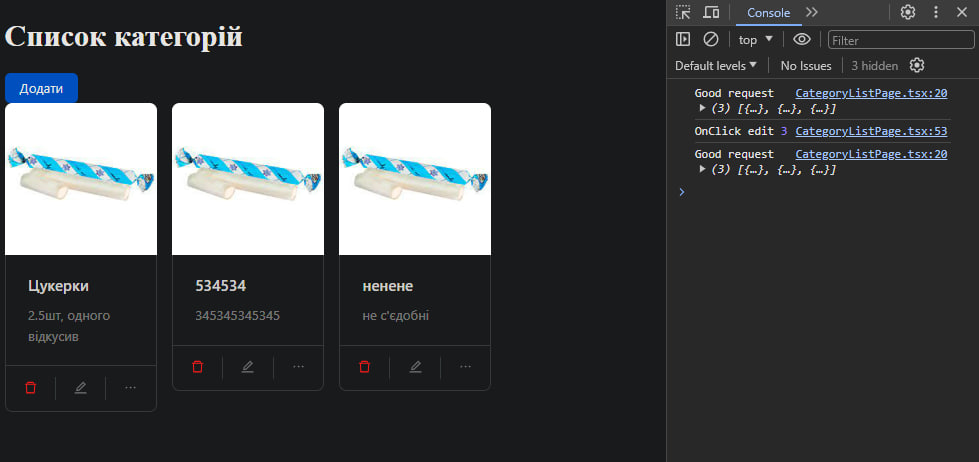 Список категорій
Додати
Цукерки
2.5шт, одного
відкусив
534534
345345345345
ненене
не с'єдобні
Console
top
Filter
Default levels
No Issues
3 hidden
Good request CategoryListPage.tsx:20
(3) [{…}, {…}, {…}]
OnClick edit 3 CategoryListPage.tsx:53
Good request CategoryListPage.tsx:20
(3) [{…}, {…}, {…}]